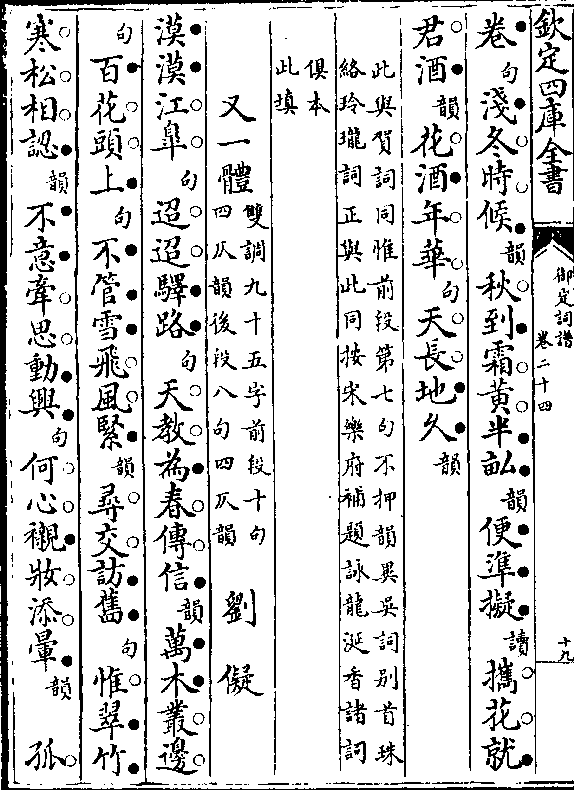 欽定四庫全書
御定詞譜
卷二十四
十九
卷句淺冬時候韻秋到霜黃半畝韻便準擬讀攜花就
君酒韻花酒年華句天長地久韻
此與賀詞同惟前段第七句不押韻異吳詞别首珠
絡玲瓏詞正與此同按宋樂府補題詠龍涎香諸詞
俱本
此填
又一體雙調九十五字前段十句
四仄韻後段八句四仄韻劉儗
漠漠江臯句迢迢驛路句天教為春傳信韻萬木叢邊
句百花頭上句不管雪飛風緊韻尋交訪舊句惟翠竹
寒松相認韻不意牽思動興句何心襯妝添暈韻孤